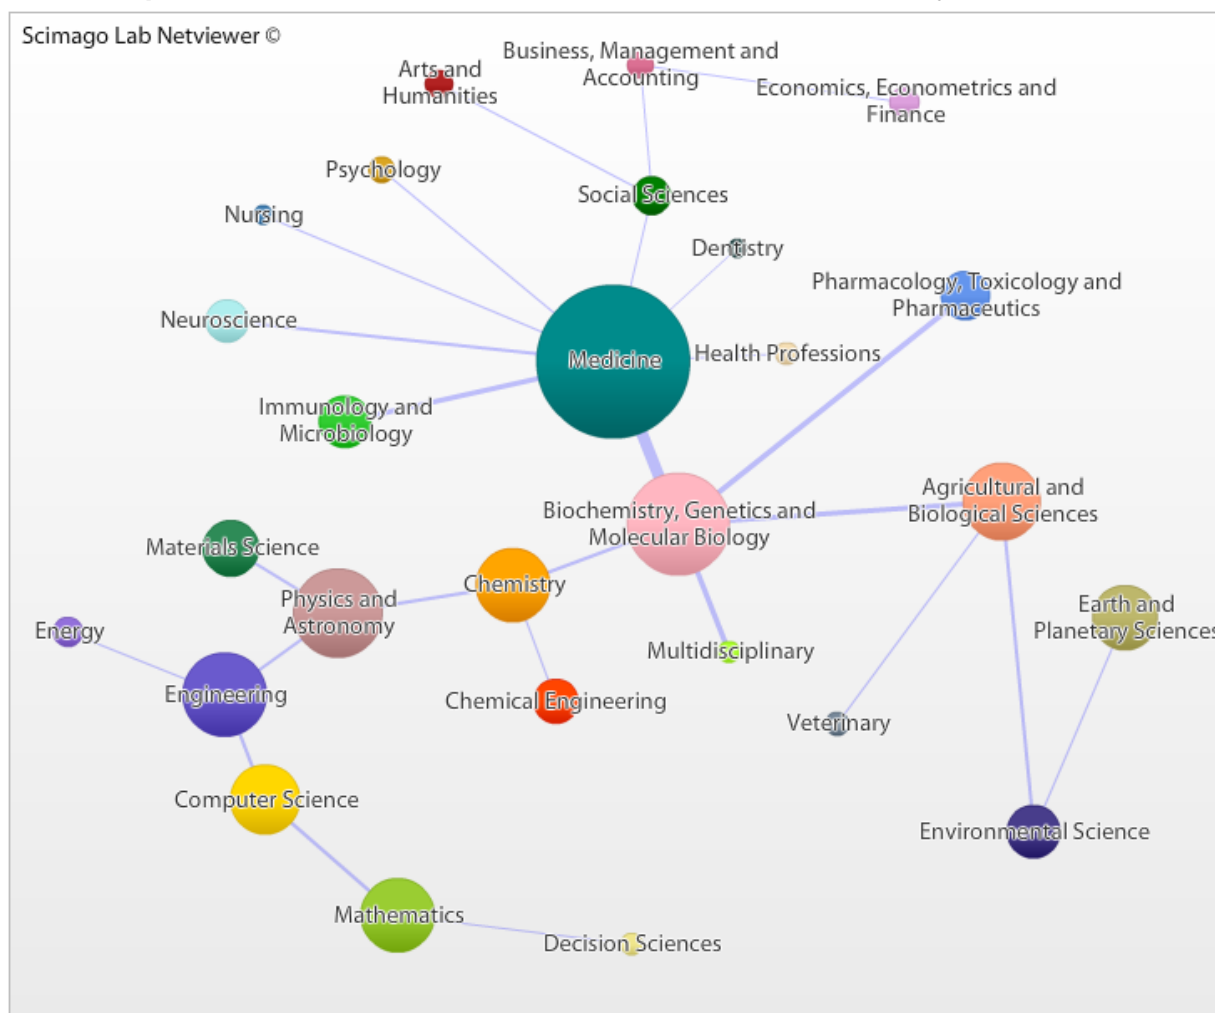 Scimago Lab Netviewer ©
Business, Management and
Accounting
Arts and
Humanities
Economics, Econometrics and
Finance
Psychology
Social Sciences
Nursing
Dentistry
Pharmacology, Toxicology and
Pharmaceutics
Neuroscience
Medicine
Health Professions
Immunology and
Microbiology
Agricultural and
Biological Sciences
Biochemistry, Genetics and
Molecular Biology
Materials Science
Chemistry
Physics and
Astronomy
Earth and
Planetary Sciences
Energy
Multidisciplinary
Engineering
Chemical Engineering
Veterinary
Computer Science
Environmental Science
Mathematics
Decision Sciences